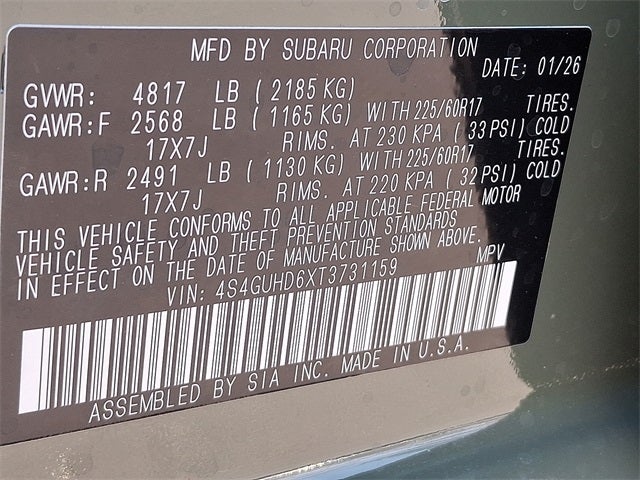 MFD BY SUBARU CORPORATION
DATE: 01/26
GVWR: 4817 LB ( 2185 KG)
GAWR:F 2568 LB ( 1165 KG) WITH 225/60R17 TIRES.
17X7J RIMS. AT 230 KPA ( 33 PSI) COLD
GAWR:R 2491 LB ( 1130 KG) WITH 225/60R17 TIRES.
17X7J RIMS. AT 220 KPA ( 32 PSI) COLD
THIS VEHICLE CONFORMS TO ALL APPLICABLE FEDERAL MOTOR
VEHICLE SAFETY AND THEFT PREVENTION STANDARDS
IN EFFECT ON THE DATE OF MANUFACTURE SHOWN ABOVE.
VIN: 4S4GUHD6XT3731159 MPV
ASSEMBLED BY SIA INC. MADE IN U.S.A.